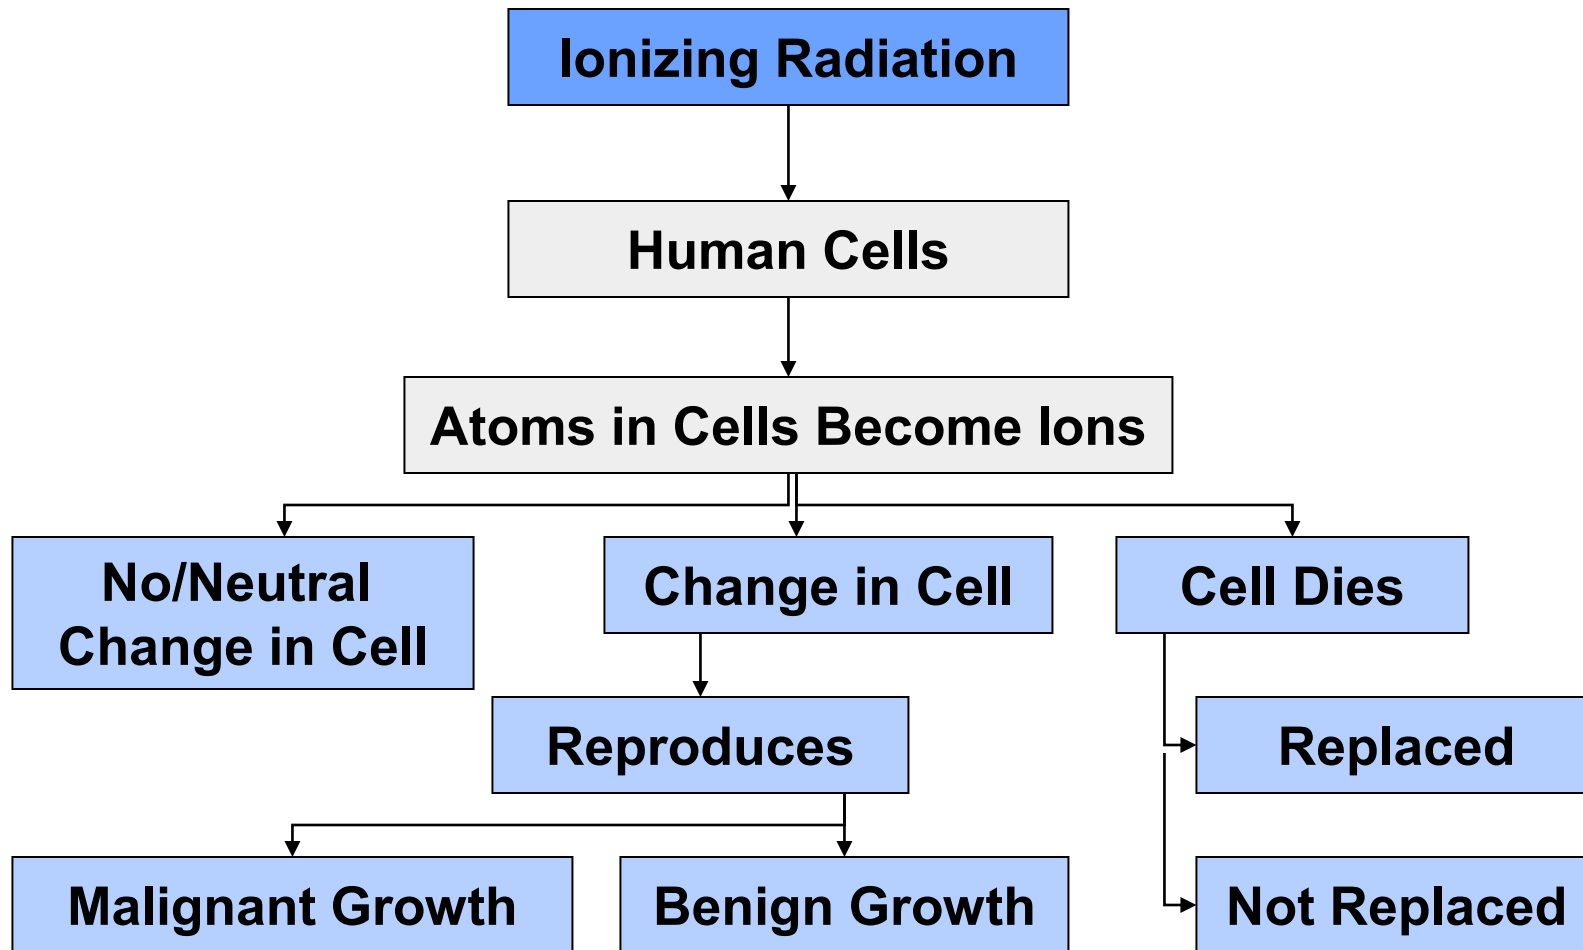 Ionizing Radiation
Human Cells
Atoms in Cells Become Ions
No/Neutral
Change in Cell
Change in Cell
Cell Dies
Reproduces
Replaced
Malignant Growth
Benign Growth
Not Replaced